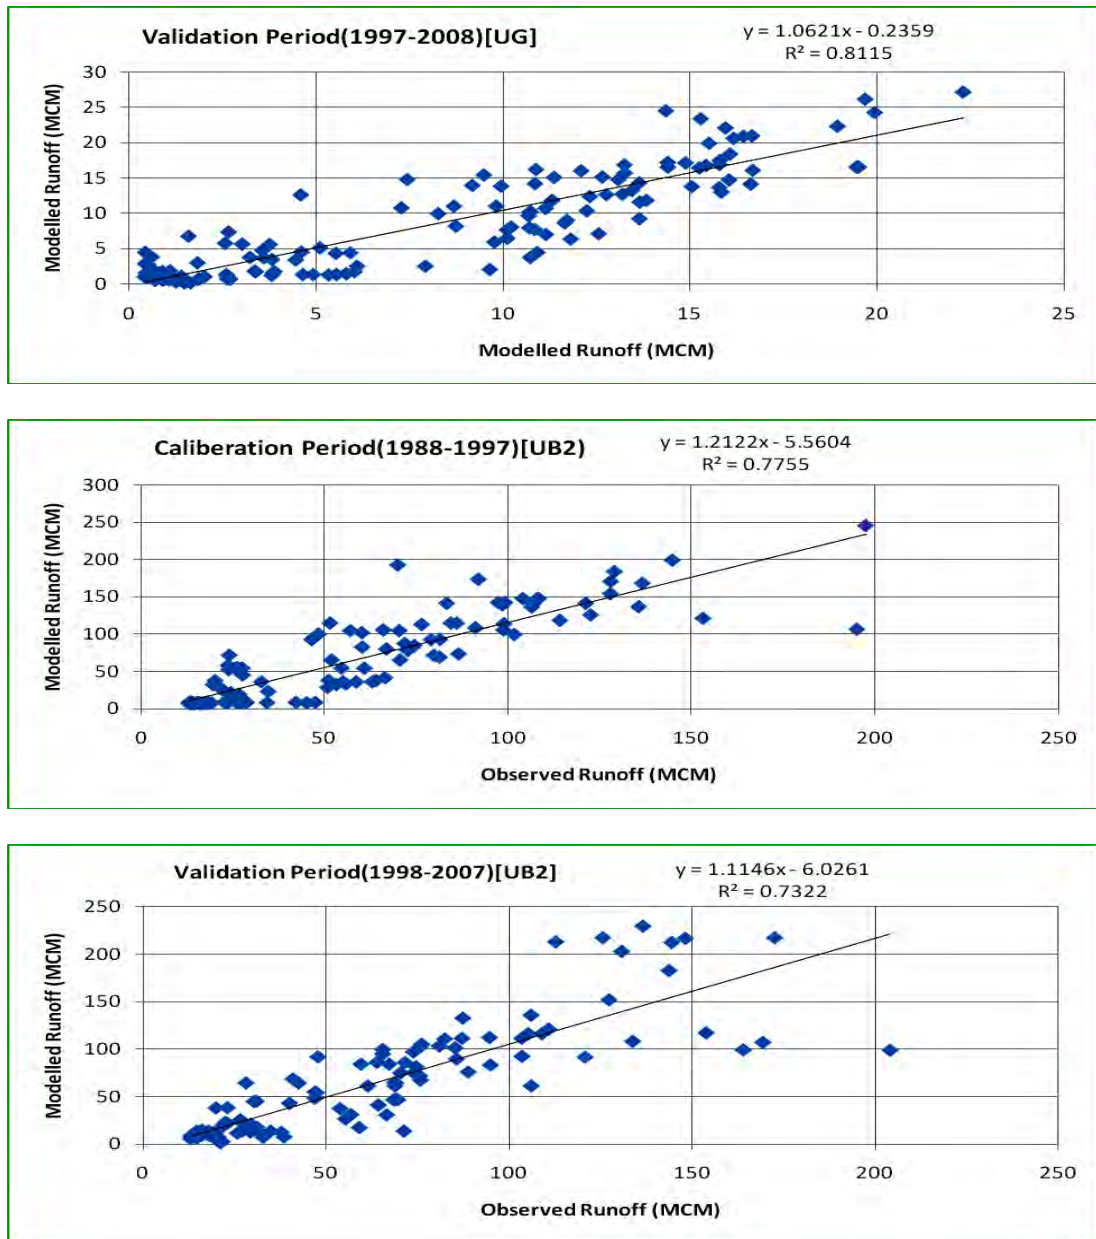 Validation Period(1997-2008)[UG]
y = 1.0621x - 0.2359
R² = 0.8115
Modelled Runoff (MCM)
30
25
20
15
10
5
0
0 5 10 15 20 25
Modelled Runoff (MCM)
Caliberation Period(1988-1997)[UB2)
y = 1.2122x - 5.5604
R² = 0.7755
Modelled Runoff (MCM)
300
250
200
150
100
50
0
0 50 100 150 200 250
Observed Runoff (MCM)
Validation Period(1998-2007)[UB2]
y = 1.1146x - 6.0261
R² = 0.7322
Modelled Runoff (MCM)
250
200
150
100
50
0
0 50 100 150 200 250
Observed Runoff (MCM)